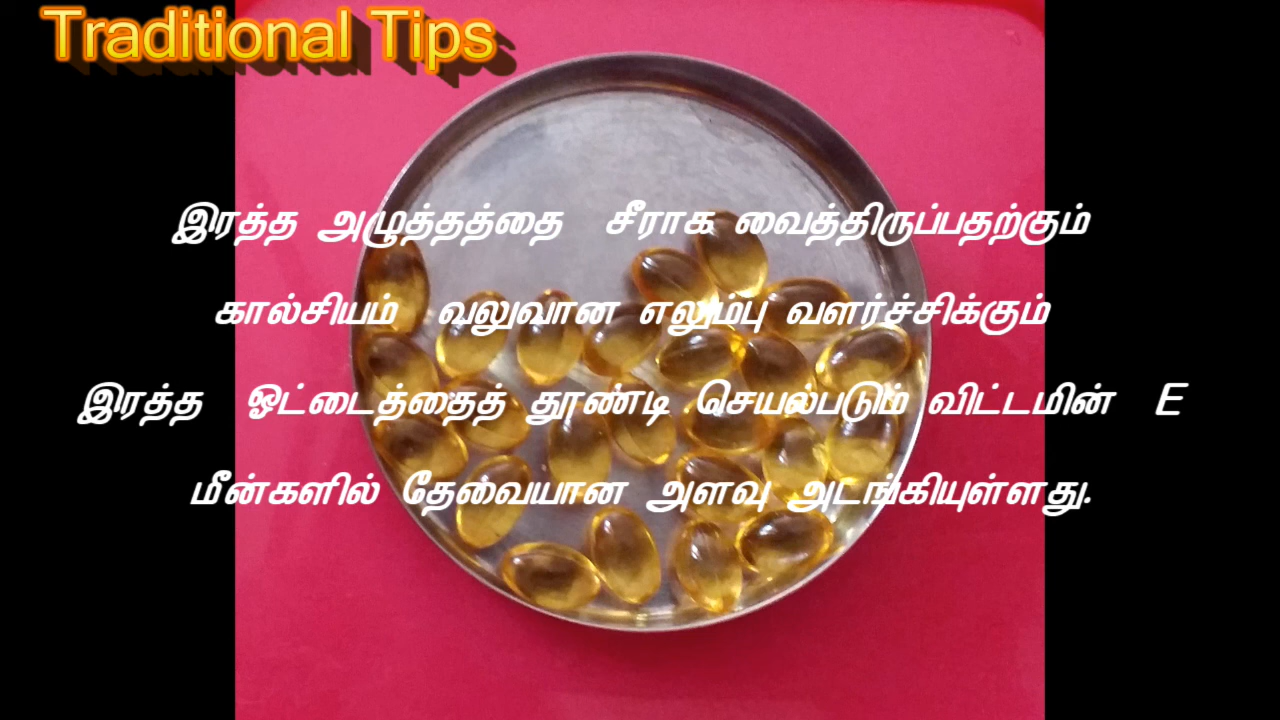 Traditional Tips
இரத்த அழுத்தத்தை சீராக வைத்திருப்பதற்கும்
கால்சியம் வலுவான எலும்பு வளர்ச்சிக்கும்
இரத்த ஓட்டைத்தைத் தூண்டி செயல்படும் விட்டமின் E
மீன்களில் தேவையான அளவு அடங்கியுள்ளது.